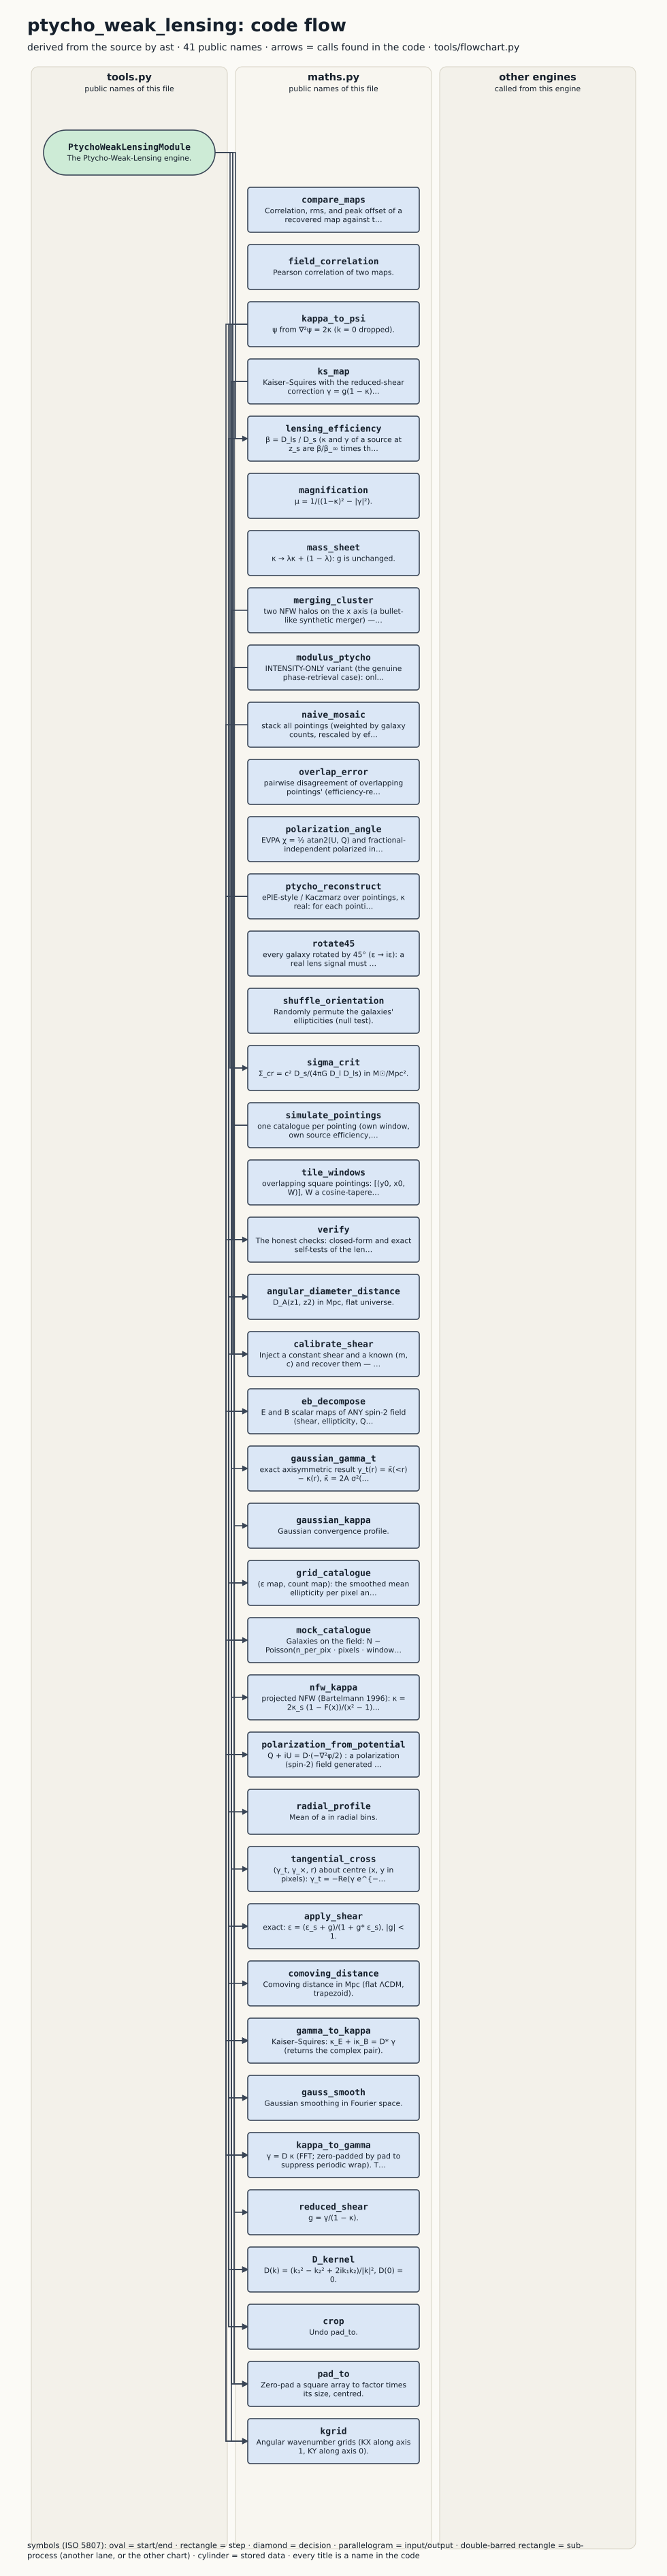 ptycho_weak_lensing: code flow
derived from the source by ast · 41 public names · arrows = calls found in the code · tools/flowchart.py
tools.py
public names of this file
maths.py
public names of this file
other engines
called from this engine
PtychoWeakLensingModule
The Ptycho-Weak-Lensing engine.
compare_maps
Correlation, rms, and peak offset of a
recovered map against t…
field_correlation
Pearson correlation of two maps.
kappa_to_psi
ψ from ∇²ψ = 2κ (k = 0 dropped).
ks_map
Kaiser–Squires with the reduced-shear
correction γ = g(1 − κ)…
lensing_efficiency
β = D_ls / D_s (κ and γ of a source at
z_s are β/β_∞ times th…
magnification
μ = 1/((1−κ)² − |γ|²).
mass_sheet
κ → λκ + (1 − λ): g is unchanged.
merging_cluster
two NFW halos on the x axis (a bullet-
like synthetic merger) —…
modulus_ptycho
INTENSITY-ONLY variant (the genuine
phase-retrieval case): onl…
naive_mosaic
stack all pointings (weighted by galaxy
counts, rescaled by ef…
overlap_error
pairwise disagreement of overlapping
pointings' (efficiency-re…
polarization_angle
EVPA χ = ½ atan2(U, Q) and fractional-
independent polarized in…
ptycho_reconstruct
ePIE-style / Kaczmarz over pointings, κ
real: for each pointi…
rotate45
every galaxy rotated by 45° (ε → iε): a
real lens signal must …
shuffle_orientation
Randomly permute the galaxies'
ellipticities (null test).
sigma_crit
Σ_cr = c² D_s/(4πG D_l D_ls) in M☉/Mpc².
simulate_pointings
one catalogue per pointing (own window,
own source efficiency,…
tile_windows
overlapping square pointings: [(y0, x0,
W)], W a cosine-tapere…
verify
The honest checks: closed-form and exact
self-tests of the len…
angular_diameter_distance
D_A(z1, z2) in Mpc, flat universe.
calibrate_shear
Inject a constant shear and a known (m,
c) and recover them — …
eb_decompose
E and B scalar maps of ANY spin-2 field
(shear, ellipticity, Q…
gaussian_gamma_t
exact axisymmetric result γ_t(r) = κ̄(<r)
− κ(r), κ̄ = 2A σ²(…
gaussian_kappa
Gaussian convergence profile.
grid_catalogue
(ε map, count map): the smoothed mean
ellipticity per pixel an…
mock_catalogue
Galaxies on the field: N ~
Poisson(n_per_pix · pixels · window…
nfw_kappa
projected NFW (Bartelmann 1996): κ =
2κ_s (1 − F(x))/(x² − 1)…
polarization_from_potential
Q + iU = D·(−∇²φ/2) : a polarization
(spin-2) field generated …
radial_profile
Mean of a in radial bins.
tangential_cross
(γ_t, γ_×, r) about centre (x, y in
pixels): γ_t = −Re(γ e^{−…
apply_shear
exact: ε = (ε_s + g)/(1 + g* ε_s), |g| <
1.
comoving_distance
Comoving distance in Mpc (flat ΛCDM,
trapezoid).
gamma_to_kappa
Kaiser–Squires: κ_E + iκ_B = D* γ
(returns the complex pair).
gauss_smooth
Gaussian smoothing in Fourier space.
kappa_to_gamma
γ = D κ (FFT; zero-padded by pad to
suppress periodic wrap). T…
reduced_shear
g = γ/(1 − κ).
D_kernel
D(k) = (k₁² − k₂² + 2ik₁k₂)/|k|², D(0) =
0.
crop
Undo pad_to.
pad_to
Zero-pad a square array to factor times
its size, centred.
kgrid
Angular wavenumber grids (KX along axis
1, KY along axis 0).
symbols (ISO 5807): oval = start/end · rectangle = step · diamond = decision · parallelogram = input/output · double-barred rectangle = sub-
process (another lane, or the other chart) · cylinder = stored data · every title is a name in the code